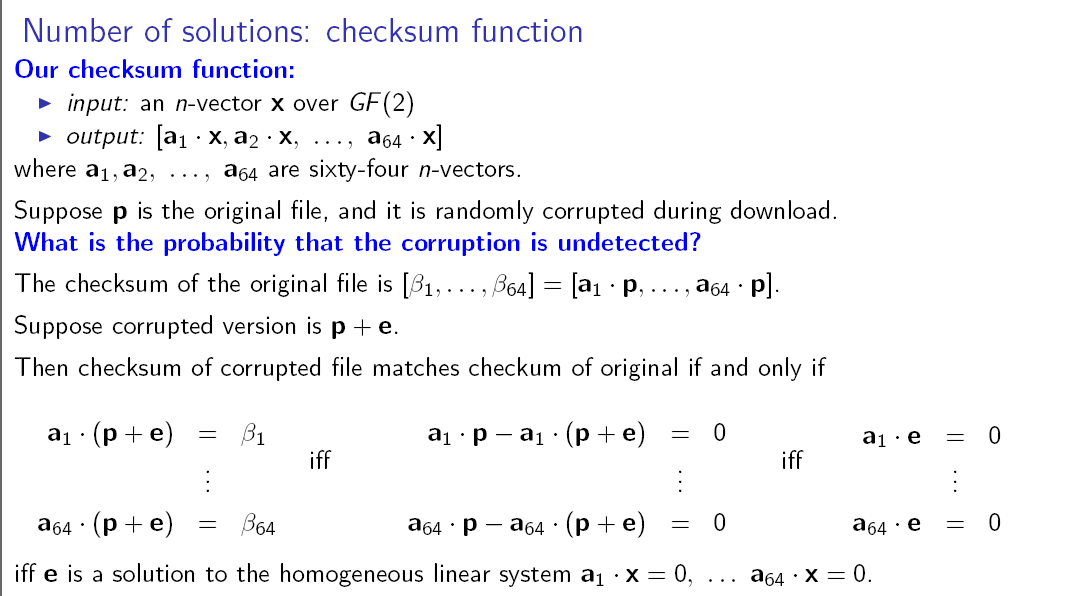 Number of solutions: checksum function
Our checksum function:
▶ input: an n-vector x over GF(2)
▶ output: [a₁ · x, a₂ · x, …, a₆₄ · x]
where a₁, a₂, …, a₆₄ are sixty-four n-vectors.
Suppose p is the original file, and it is randomly corrupted during download.
What is the probability that the corruption is undetected?
The checksum of the original file is [β₁, …, β₆₄] = [a₁ · p, …, a₆₄ · p].
Suppose corrupted version is p + e.
Then checksum of corrupted file matches checkum of original if and only if
a₁ · (p + e) = β₁
⋮
a₆₄ · (p + e) = β₆₄
iff
a₁ · p − a₁ · (p + e) = 0
⋮
a₆₄ · p − a₆₄ · (p + e) = 0
iff
a₁ · e = 0
⋮
a₆₄ · e = 0
iff e is a solution to the homogeneous linear system a₁ · x = 0, … a₆₄ · x = 0.